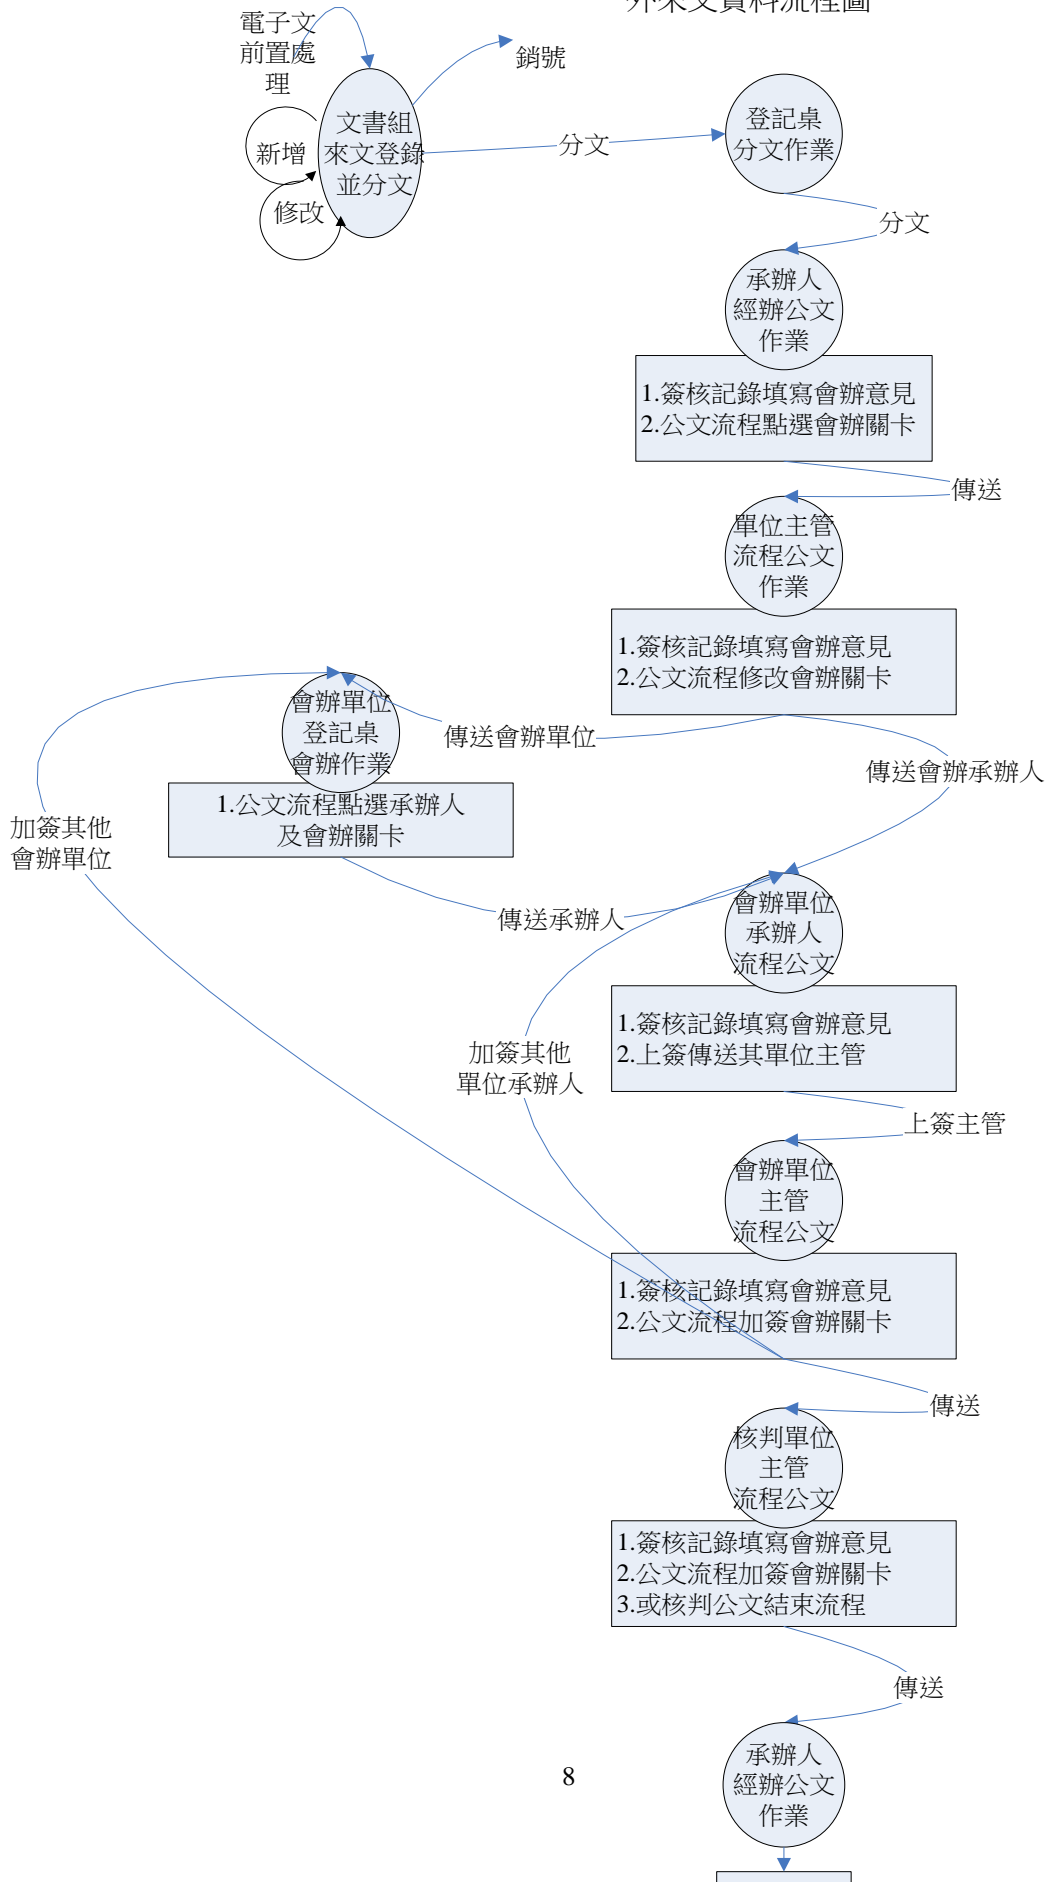 外來文資料流程圖
電子文
前置處
理
銷號
文書組
來文登錄
並分文
新增
修改
分文
登記桌
分文作業
分文
承辦人
經辦公文
作業
1.簽核記錄填寫會辦意見
2.公文流程點選會辦關卡
傳送
單位主管
流程公文
作業
1.簽核記錄填寫會辦意見
2.公文流程修改會辦關卡
會辦單位
登記桌
會辦作業
傳送會辦單位
傳送會辦承辦人
1.公文流程點選承辦人
及會辦關卡
加簽其他
會辦單位
傳送承辦人
會辦單位
承辦人
流程公文
1.簽核記錄填寫會辦意見
2.上簽傳送其單位主管
加簽其他
單位承辦人
上簽主管
會辦單位
主管
流程公文
1.簽核記錄填寫會辦意見
2.公文流程加簽會辦關卡
傳送
核判單位
主管
流程公文
1.簽核記錄填寫會辦意見
2.公文流程加簽會辦關卡
3.或核判公文結束流程
傳送
承辦人
經辦公文
作業
8